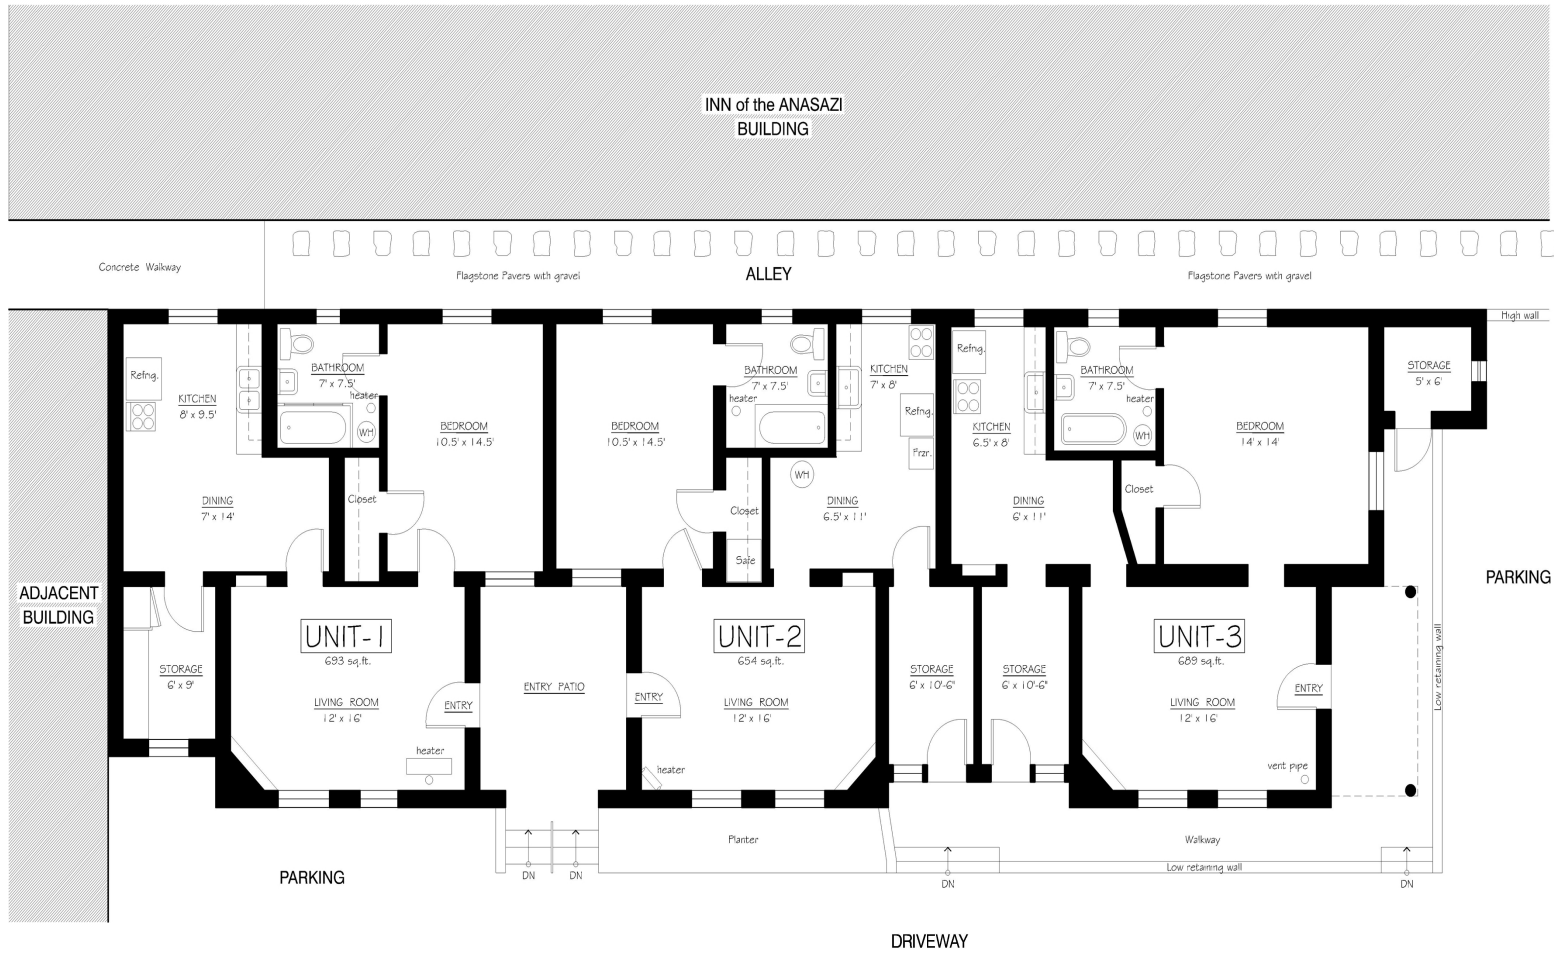 INN of the ANASAZI
BUILDING
Concrete Walkway
Flagstone Pavers with gravel
ALLEY
Flagstone Pavers with gravel
High wall
Refrig.
KITCHEN
8' x 9.5'
BATHROOM
7' x 7.5'
heater
WH
BEDROOM
10.5' x 14.5'
BEDROOM
10.5' x 14.5'
BATHROOM
7' x 7.5'
heater
KITCHEN
7' x 8'
Refrig.
Frzr.
WH
Refrig.
KITCHEN
6.5' x 8'
BATHROOM
7' x 7.5'
heater
WH
BEDROOM
14' x 14'
STORAGE
5' x 6'
DINING
7' x 14'
Closet
Closet
Safe
DINING
6.5' x 11'
DINING
6' x 11'
Closet
ADJACENT
BUILDING
PARKING
STORAGE
6' x 9'
UNIT-1
693 sq.ft.
LIVING ROOM
12' x 16'
ENTRY
heater
ENTRY PATIO
ENTRY
UNIT-2
654 sq.ft.
LIVING ROOM
12' x 16'
heater
STORAGE
6' x 10'-6"
STORAGE
6' x 10'-6"
UNIT-3
689 sq.ft.
LIVING ROOM
12' x 16'
ENTRY
vent pipe
Low retaining wall
Planter
Walkway
Low retaining wall
PARKING
DN
DN
DN
DN
DRIVEWAY